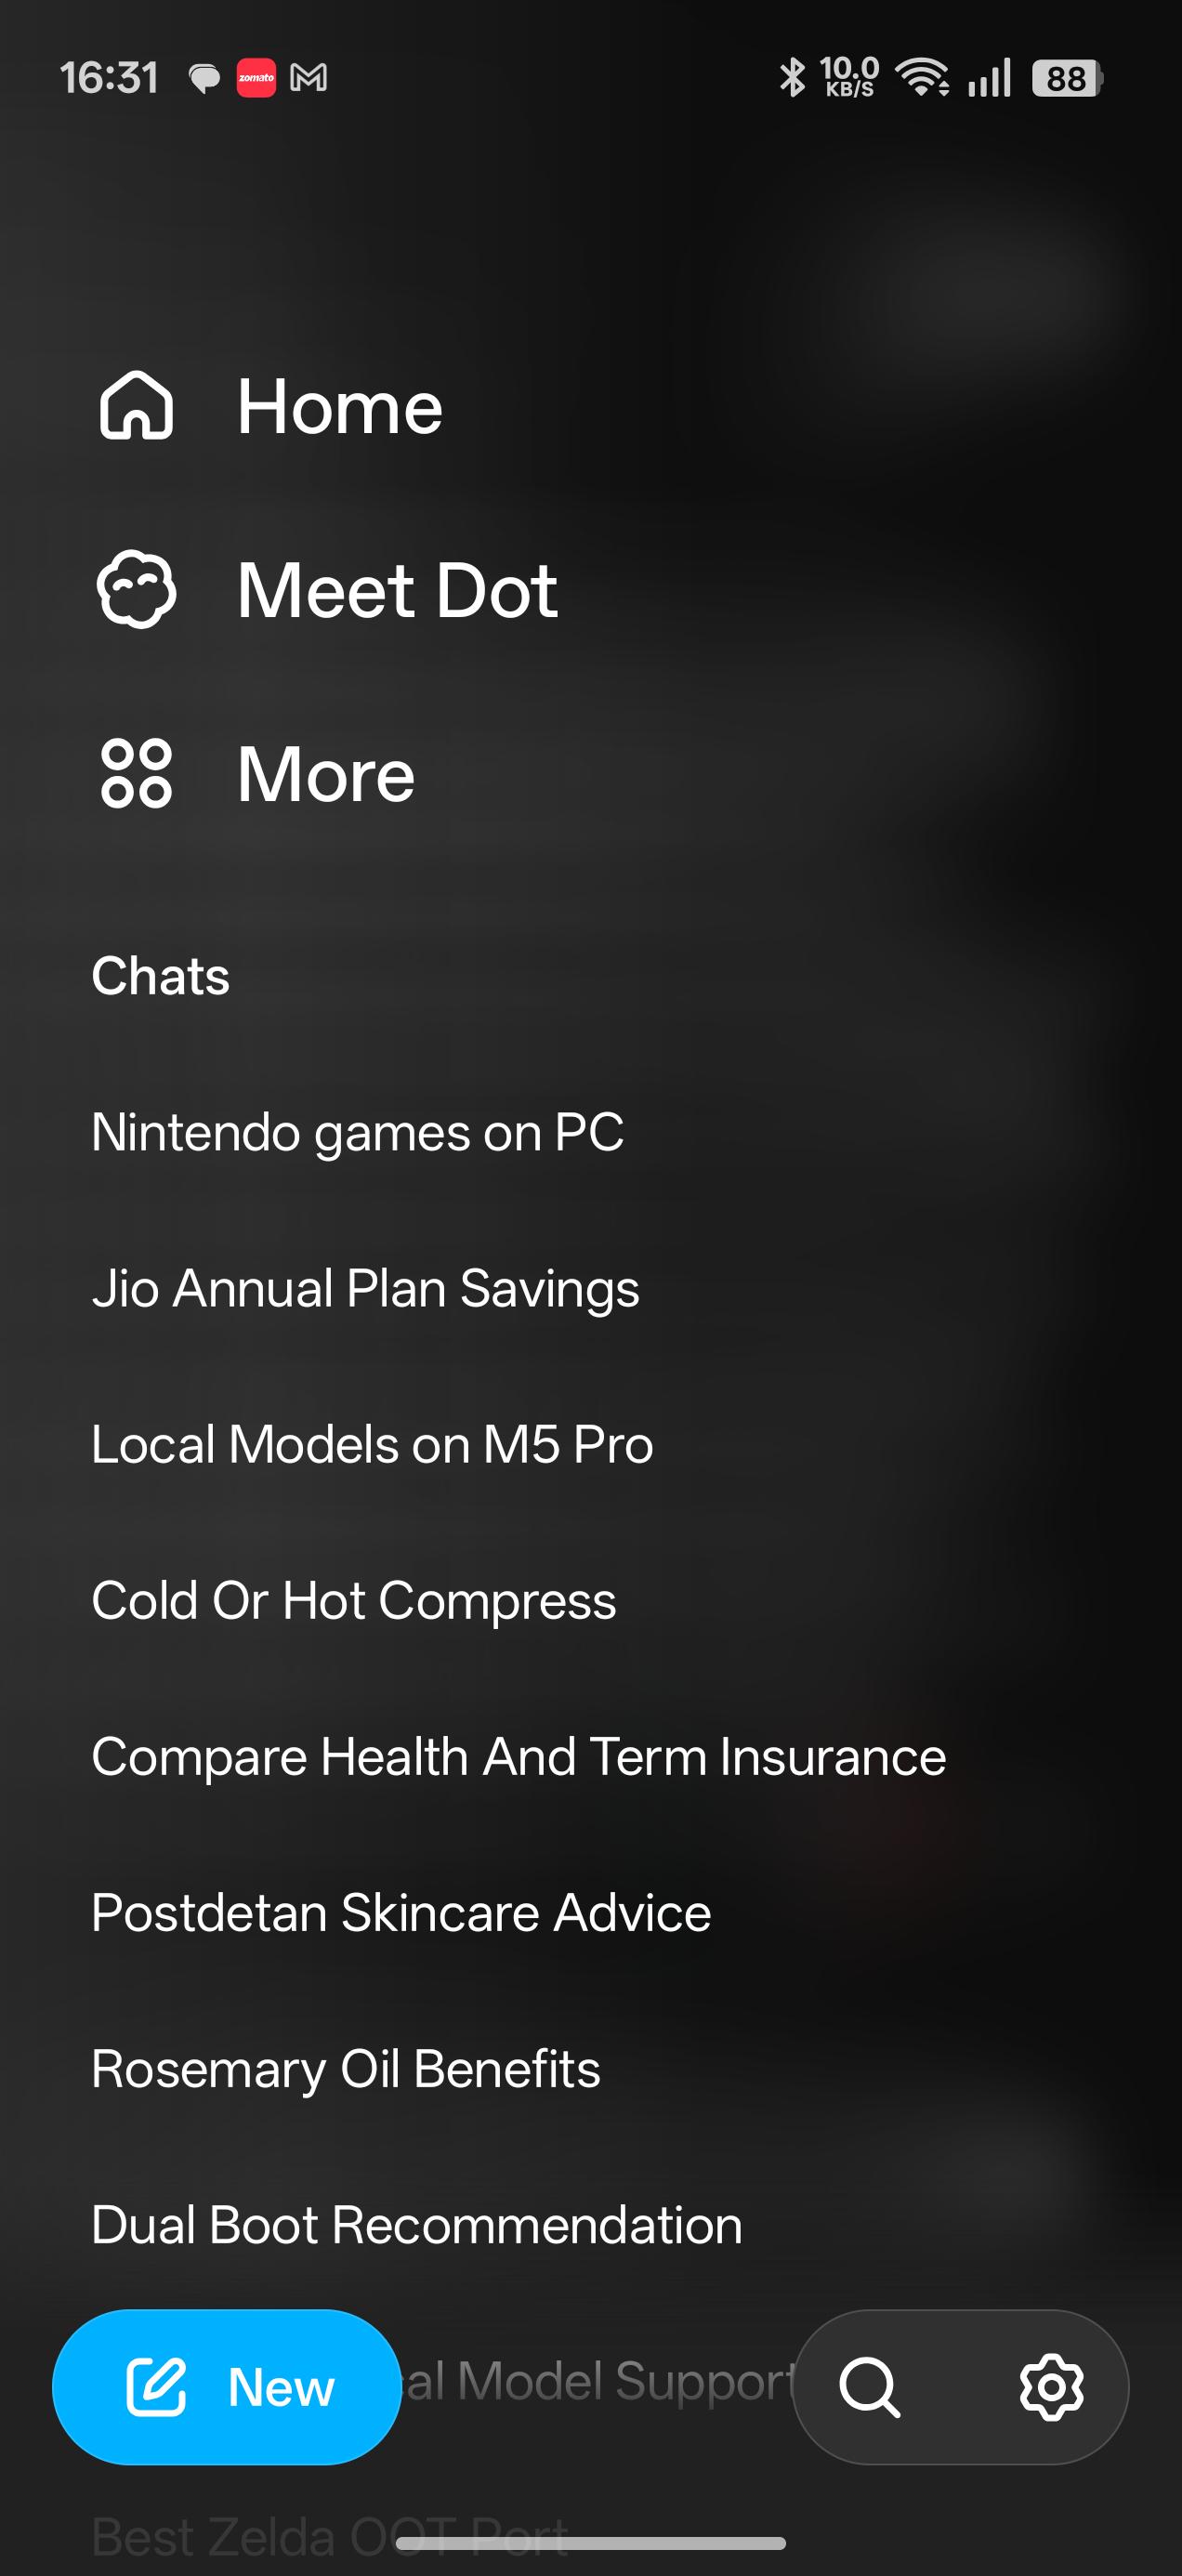 16:31
zomato
10.0
KB/S
88
Home
Meet Dot
More
Chats
Nintendo games on PC
Jio Annual Plan Savings
Local Models on M5 Pro
Cold Or Hot Compress
Compare Health And Term Insurance
Postdetan Skincare Advice
Rosemary Oil Benefits
Dual Boot Recommendation
New
Model Support
Best Zelda OOT Port